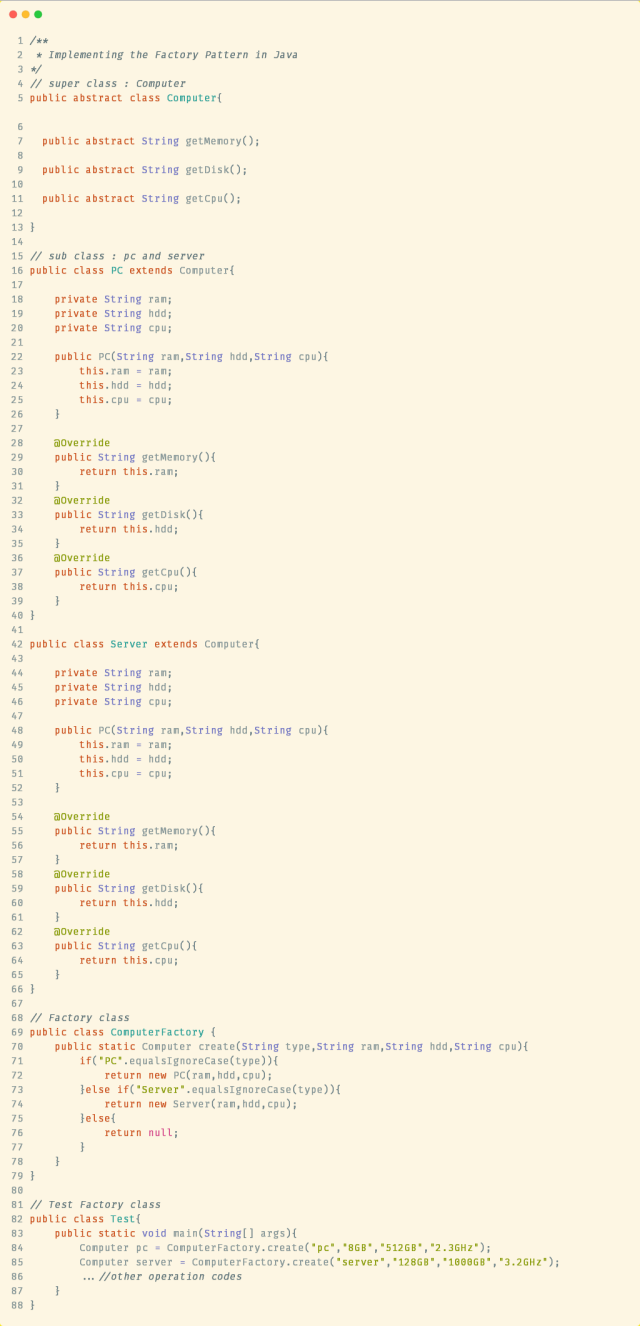 1 /**
2  * Implementing the Factory Pattern in Java
3 */
4 // super class : Computer
5 public abstract class Computer{
6
7   public abstract String getMemory();
8
9   public abstract String getDisk();
10
11   public abstract String getCpu();
12
13 }
14
15 // sub class : pc and server
16 public class PC extends Computer{
17
18     private String ram;
19     private String hdd;
20     private String cpu;
21
22     public PC(String ram,String hdd,String cpu){
23         this.ram = ram;
24         this.hdd = hdd;
25         this.cpu = cpu;
26     }
27
28     @Override
29     public String getMemory(){
30         return this.ram;
31     }
32     @Override
33     public String getDisk(){
34         return this.hdd;
35     }
36     @Override
37     public String getCpu(){
38         return this.cpu;
39     }
40 }
41
42 public class Server extends Computer{
43
44     private String ram;
45     private String hdd;
46     private String cpu;
47
48     public PC(String ram,String hdd,String cpu){
49         this.ram = ram;
50         this.hdd = hdd;
51         this.cpu = cpu;
52     }
53
54     @Override
55     public String getMemory(){
56         return this.ram;
57     }
58     @Override
59     public String getDisk(){
60         return this.hdd;
61     }
62     @Override
63     public String getCpu(){
64         return this.cpu;
65     }
66 }
67
68 // Factory class
69 public class ComputerFactory {
70     public static Computer create(String type,String ram,String hdd,String cpu){
71         if("PC".equalsIgnoreCase(type)){
72             return new PC(ram,hdd,cpu);
73         }else if("Server".equalsIgnoreCase(type)){
74             return new Server(ram,hdd,cpu);
75         }else{
76             return null;
77         }
78     }
79 }
80
81 // Test Factory class
82 public class Test{
83     public static void main(String[] args){
84         Computer pc = ComputerFactory.create("pc","8GB","512GB","2.3GHz");
85         Computer server = ComputerFactory.create("server","128GB","1000GB","3.2GHz");
86         ...//other operation codes
87     }
88 }